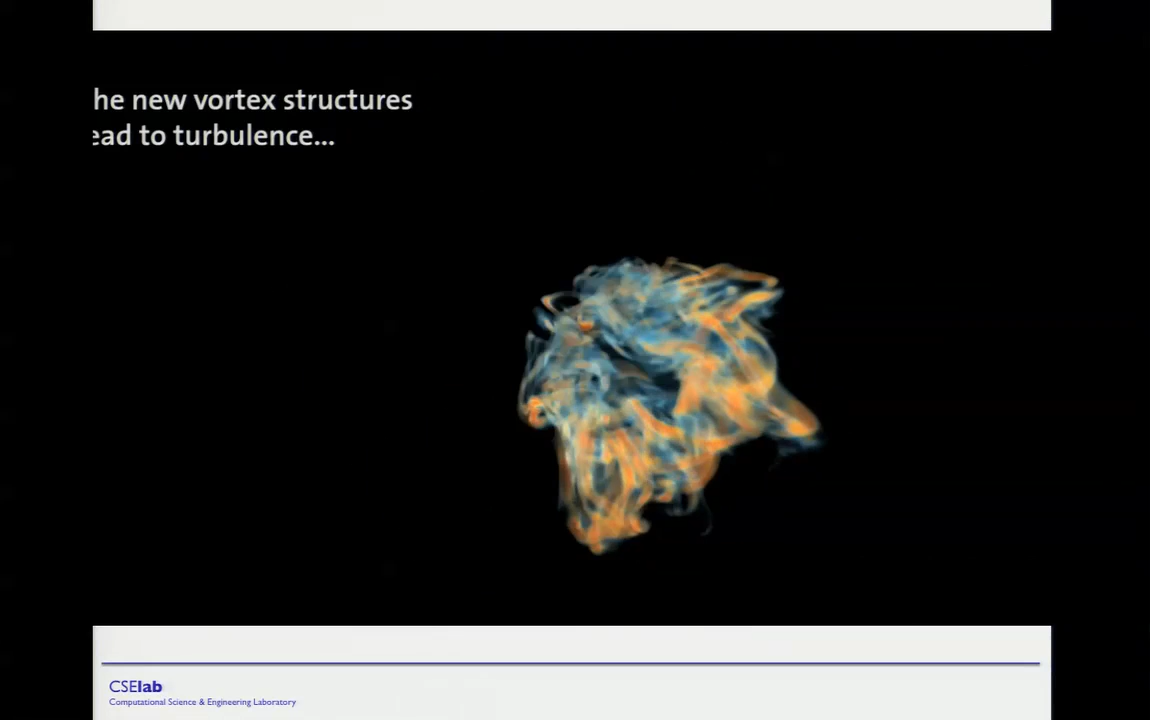 he new vortex structures
ead to turbulence...
CSElab
Computational Science & Engineering Laboratory